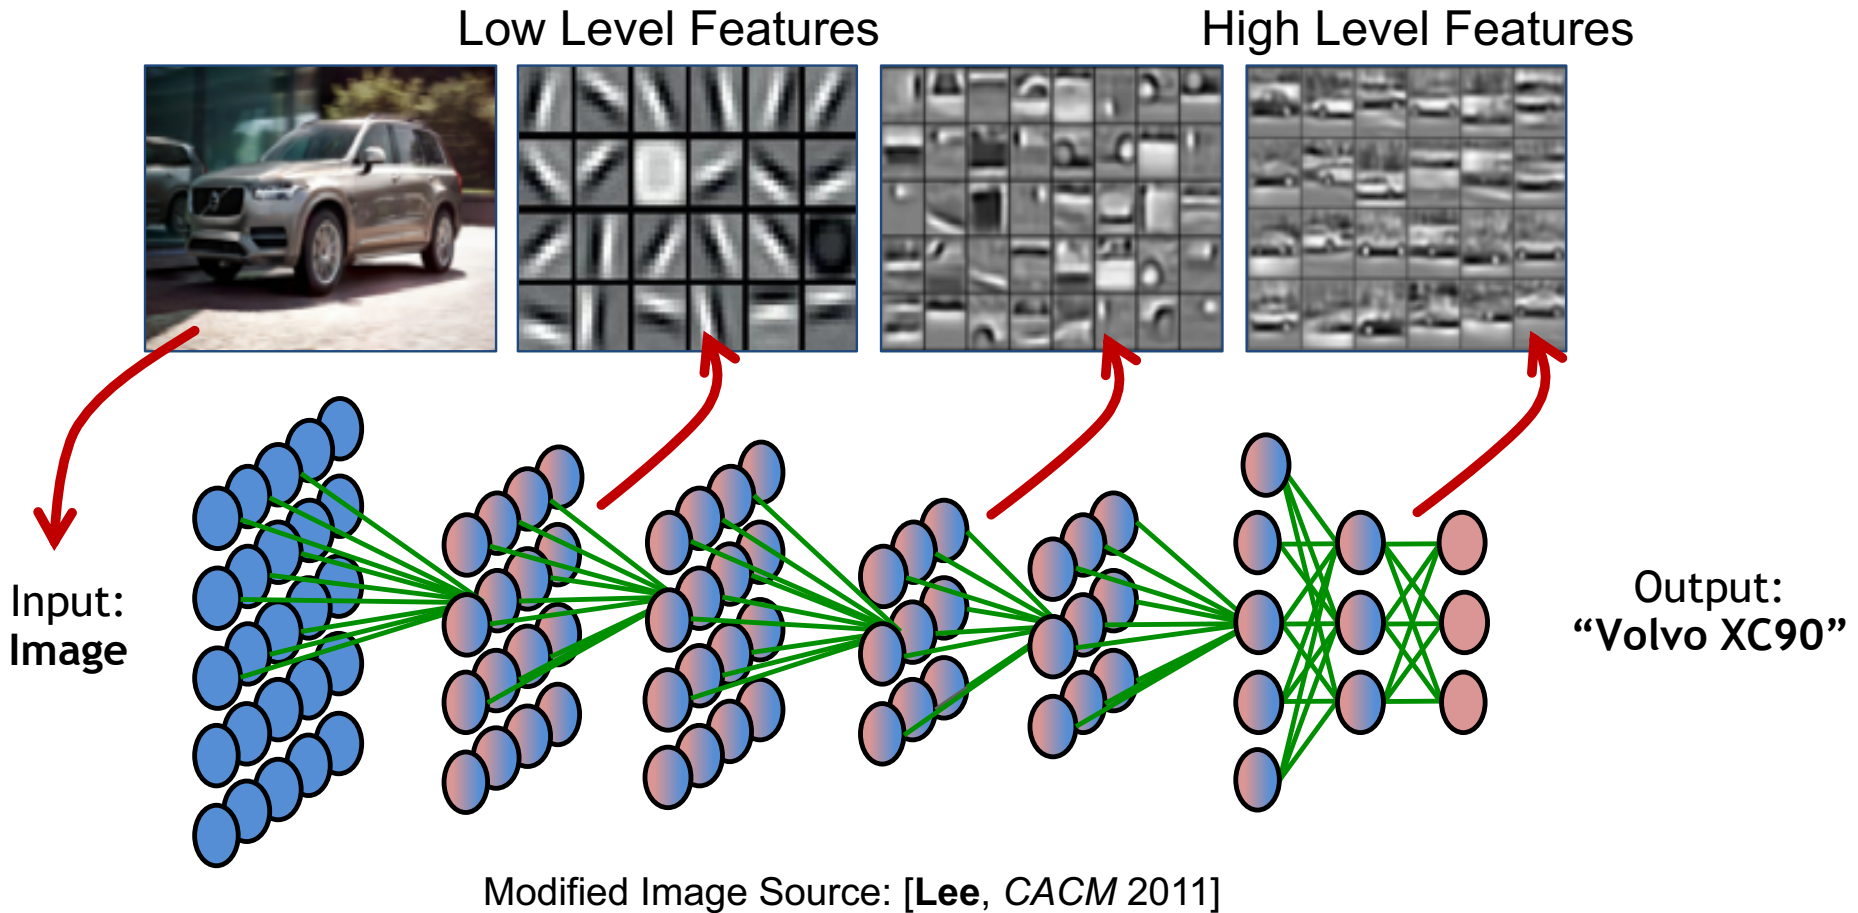 Low Level Features
High Level Features
Input:
Image
Output:
“Volvo XC90”
Modified Image Source: [Lee, CACM 2011]